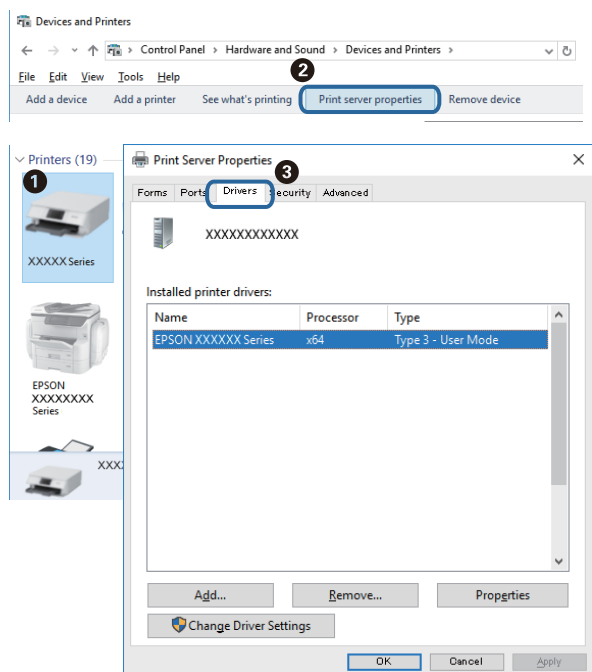 Devices and Printers
Control Panel > Hardware and Sound > Devices and Printers >
2
File Edit View Tools Help
Add a device Add a printer See what's printing Print server properties Remove device
Printers (19)
1
XXXXX Series
EPSON
XXXXXXXX
Series
XXX
Print Server Properties
3
Forms Ports Drivers ecurity Advanced
XXXXXXXXXXXX
Installed printer drivers:
Name Processor Type
EPSON XXXXXX Series x64 Type 3 - User Mode
Add... Remove... Properties
Change Driver Settings
OK Cancel Apply